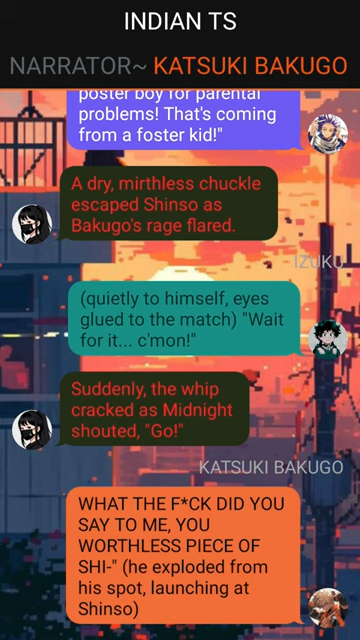 INDIAN TS
NARRATOR~ KATSUKI BAKUGO
poster boy for parental
problems! That's coming
from a foster kid!"
A dry, mirthless chuckle
escaped Shinso as
Bakugo's rage flared.
IZUKU
(quietly to himself, eyes
glued to the match) "Wait
for it... c'mon!"
Suddenly, the whip
cracked as Midnight
shouted, "Go!"
KATSUKI BAKUGO
WHAT THE F*CK DID YOU
SAY TO ME, YOU
WORTHLESS PIECE OF
SHI-" (he exploded from
his spot, launching at
Shinso)